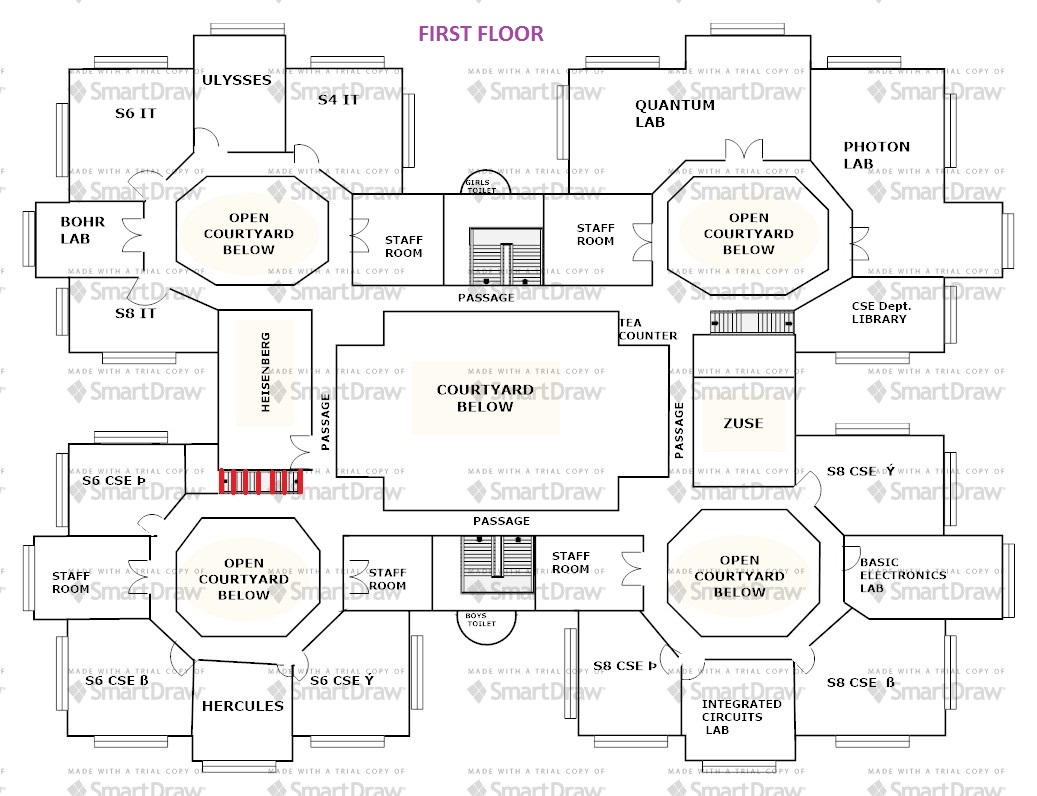 FIRST FLOOR
ULYSSES
S6 IT
S4 IT
QUANTUM
LAB
PHOTON
LAB
GIRLS
TOILET
BOHR
LAB
OPEN
COURTYARD
BELOW
STAFF
ROOM
STAFF
ROOM
OPEN
COURTYARD
BELOW
PASSAGE
S8 IT
CSE Dept.
LIBRARY
TEA
COUNTER
HEISENBERG
PASSAGE
COURTYARD
BELOW
PASSAGE
ZUSE
S6 CSE Þ
S8 CSE Ý
PASSAGE
STAFF
ROOM
OPEN
COURTYARD
BELOW
STAFF
ROOM
STAFF
ROOM
OPEN
COURTYARD
BELOW
BASIC
ELECTRONICS
LAB
BOYS
TOILET
S6 CSE ß
HERCULES
S6 CSE Ý
S8 CSE Þ
INTEGRATED
CIRCUITS
LAB
S8 CSE ß
MADE WITH A TRIAL COPY OF
SmartDraw